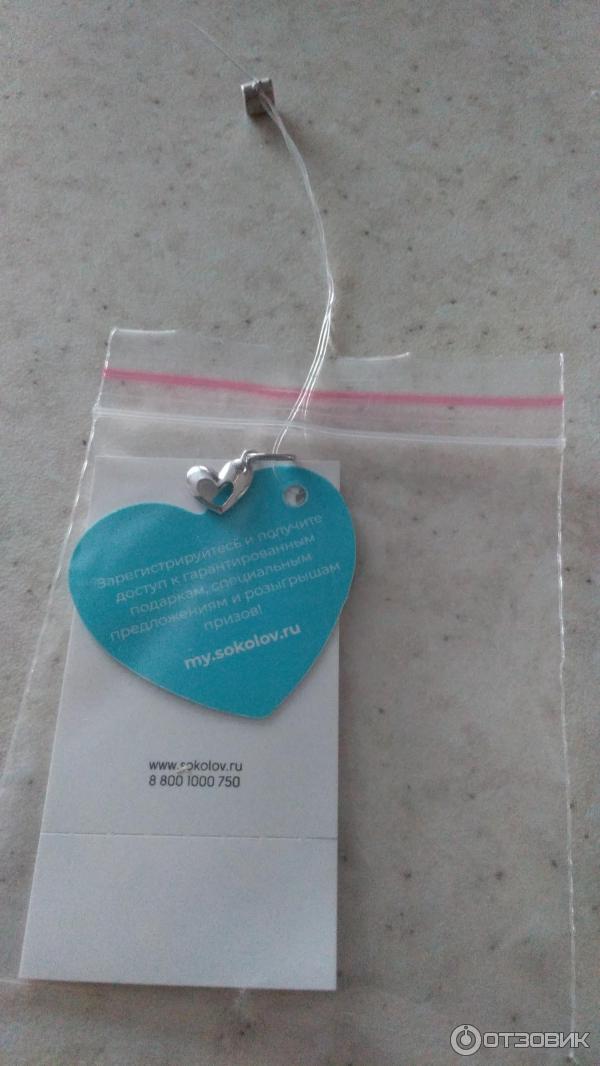 Зарегистрируйтесь и получите
доступ к гарантированным
подаркам, специальным
предложениям и розыгрышам
призов!
my.sokolov.ru
www.sokolov.ru
8 800 1000 750
ОТЗОВИК